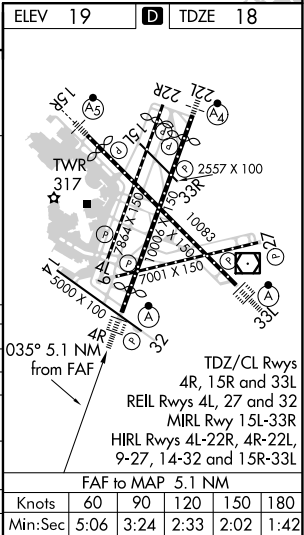 ELEV 19
D
TDZE 18
15R
A5
P
22R
15L
P
P
22L
A4
P
TWR
317
2557 X 100
33R
P
7864 X 150
10006 X 150
10083 X 150
27
4L
9
P
7001 X 150
P
14
5000 X 100
A
A
33L
P
32
4R
P
035° 5.1 NM
from FAF
TDZ/CL Rwys
4R, 15R and 33L
REIL Rwys 4L, 27 and 32
MIRL Rwy 15L-33R
HIRL Rwys 4L-22R, 4R-22L,
9-27, 14-32 and 15R-33L
FAF to MAP 5.1 NM
Knots 60 90 120 150 180
Min:Sec 5:06 3:24 2:33 2:02 1:42